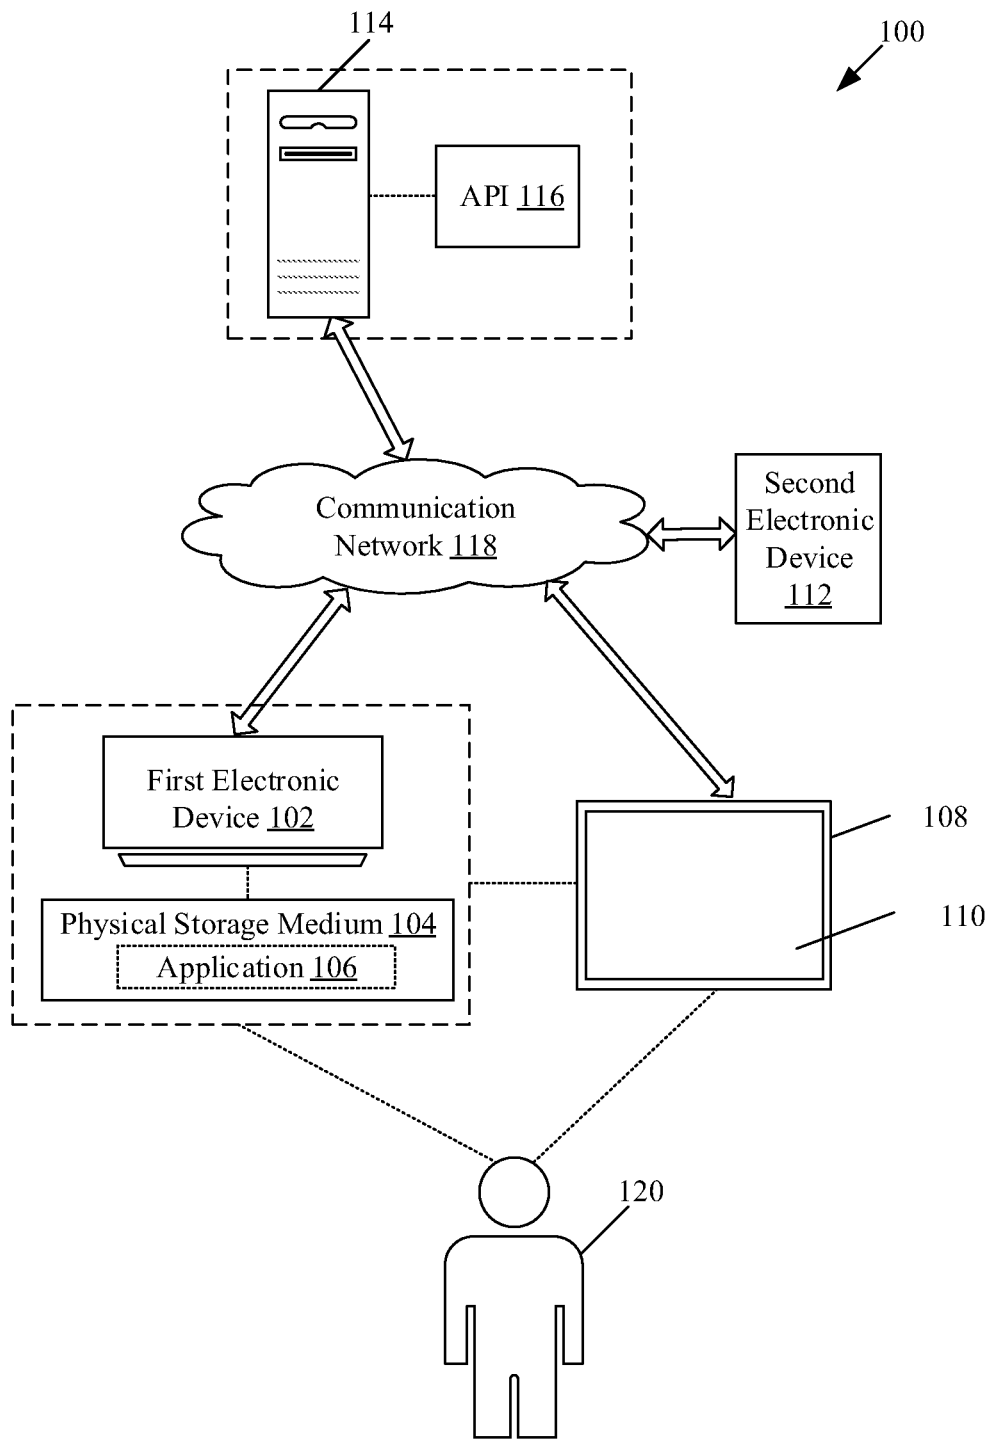 114
100
API 116
Communication
Network 118
Second
Electronic
Device
112
First Electronic
Device 102
108
Physical Storage Medium 104
110
Application 106
120